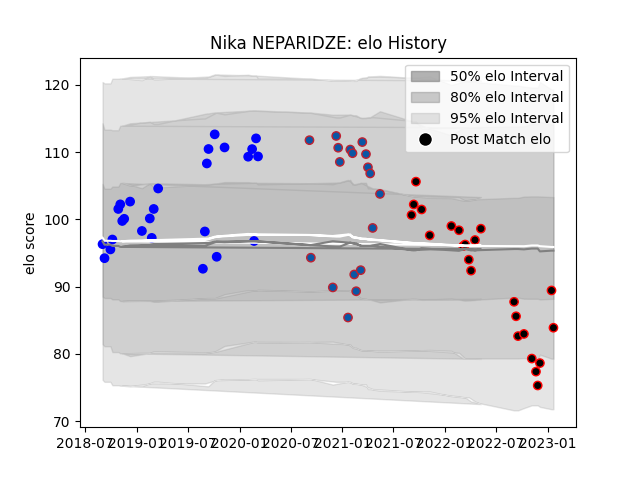 Nika NEPARIDZE: elo History
50% elo Interval
80% elo Interval
95% elo Interval
Post Match elo
elo score
120
110
100
90
80
70
2018-07 2019-01 2019-07 2020-01 2020-07 2021-01 2021-07 2022-01 2022-07 2023-01